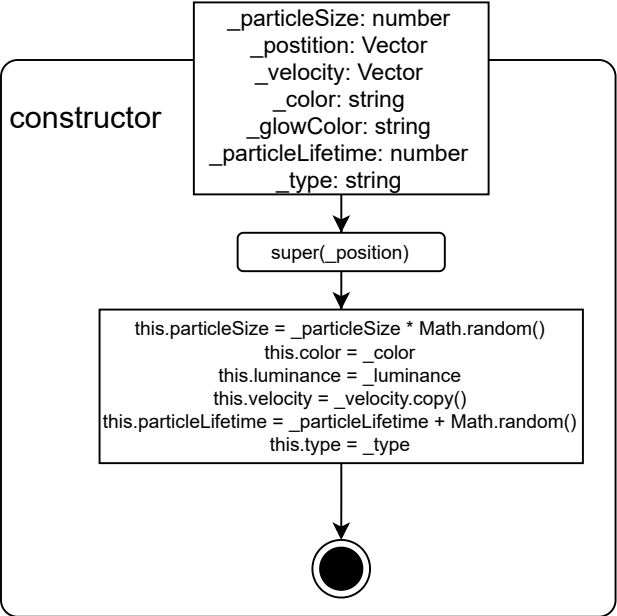 _particleSize: number
_postition: Vector
_velocity: Vector
_color: string
_glowColor: string
_particleLifetime: number
_type: string
constructor
super(_position)
this.particleSize = _particleSize * Math.random()
this.color = _color
this.luminance = _luminance
this.velocity = _velocity.copy()
this.particleLifetime = _particleLifetime + Math.random()
this.type = _type